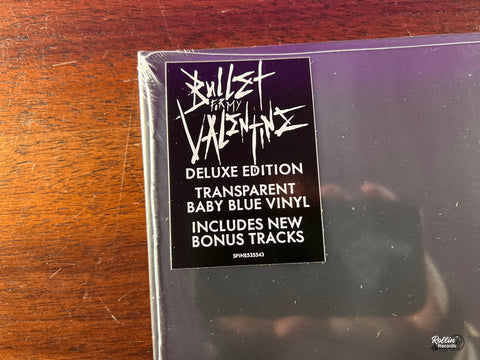 BULLET
FOR MY
VALENTINE
DELUXE EDITION
TRANSPARENT
BABY BLUE VINYL
INCLUDES NEW
BONUS TRACKS
SPINE535543
Rollin'
Records